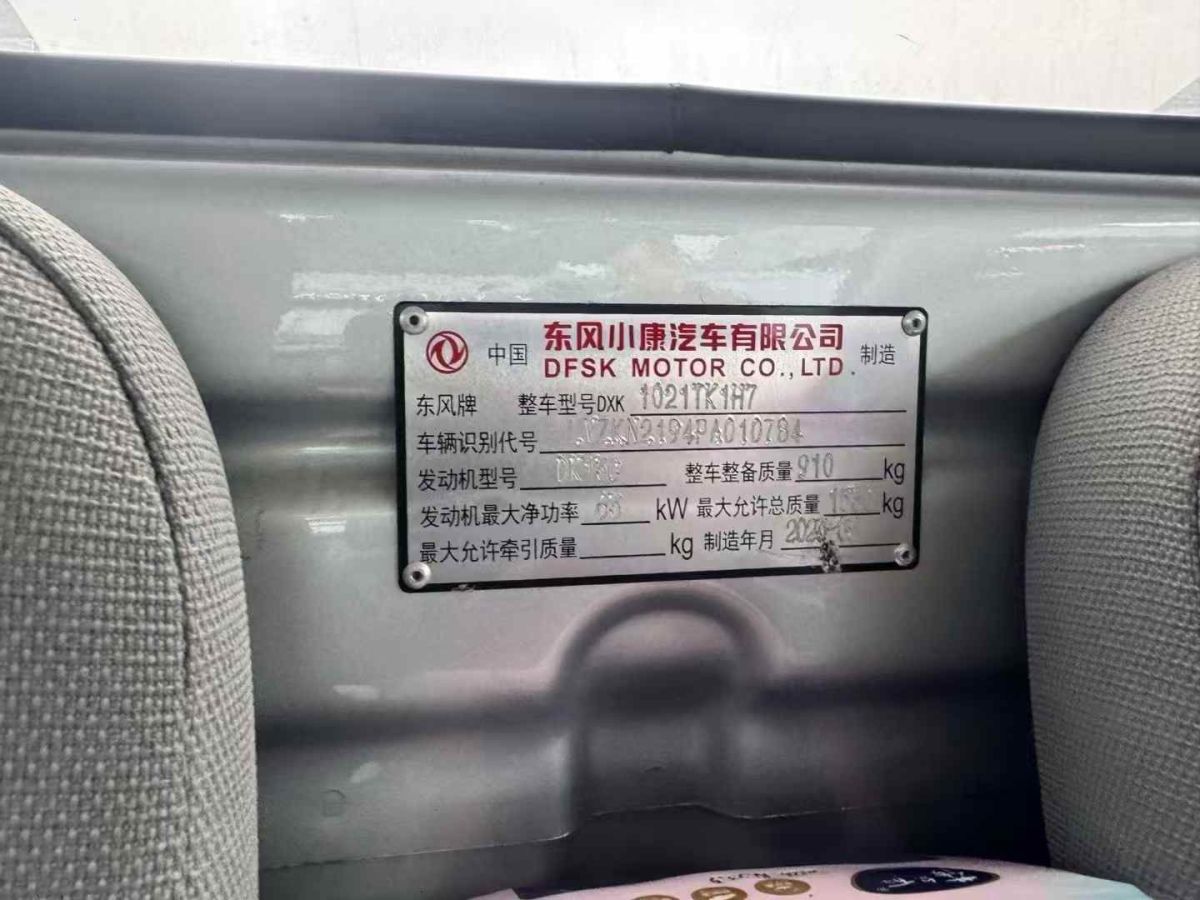 中国 东风小康汽车有限公司 制造
DFSK MOTOR CO.,LTD.
东风牌 整车型号DXK 1021TK1H7
车辆识别代号
发动机型号 整车整备质量 910 kg
发动机最大净功率 kW 最大允许总质量 kg
最大允许牵引质量 kg 制造年月